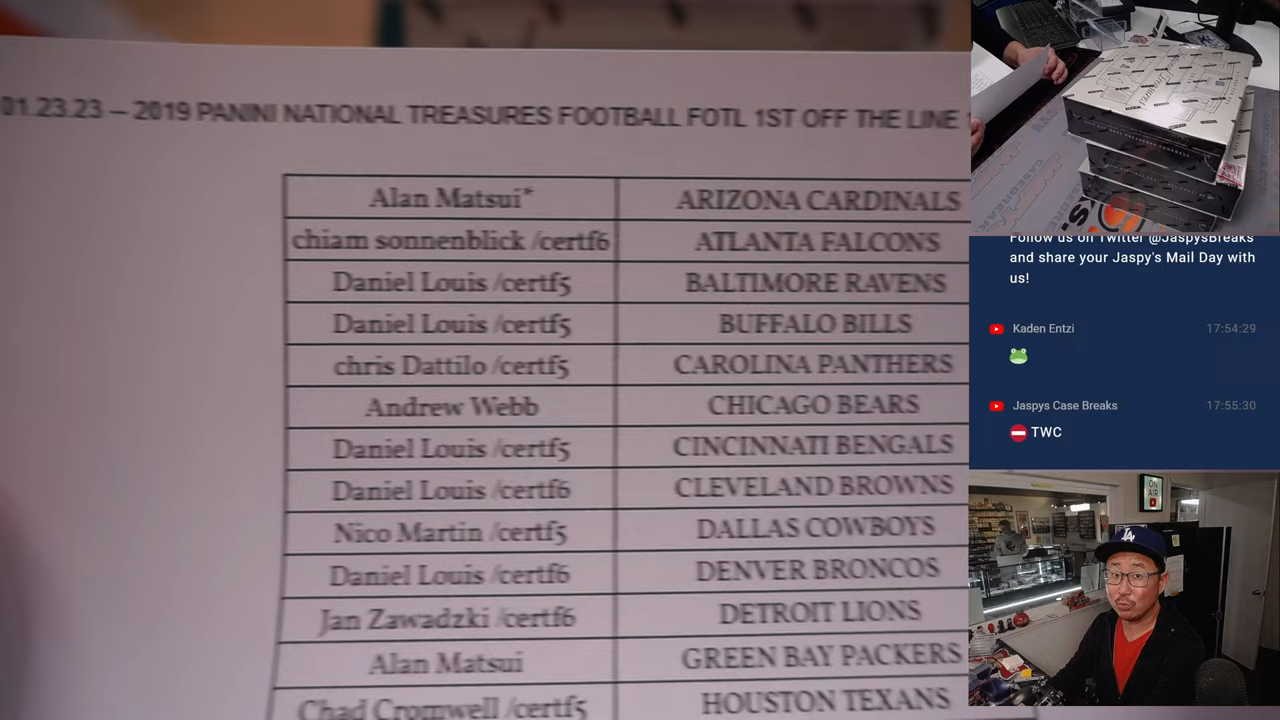 01.23.23 – 2019 PANINI NATIONAL TREASURES FOOTBALL FOTL 1ST OFF THE LINE
Alan Matsui* ARIZONA CARDINALS
chiam sonnenblick /certf6 ATLANTA FALCONS
Daniel Louis /certf5 BALTIMORE RAVENS
Daniel Louis /certf5 BUFFALO BILLS
chris Dattilo /certf5 CAROLINA PANTHERS
Andrew Webb CHICAGO BEARS
Daniel Louis /certf5 CINCINNATI BENGALS
Daniel Louis /certf6 CLEVELAND BROWNS
Nico Martin /certf5 DALLAS COWBOYS
Daniel Louis /certf6 DENVER BRONCOS
Jan Zawadzki /certf6 DETROIT LIONS
Alan Matsui GREEN BAY PACKERS
Chad Cromwell /certf5 HOUSTON TEXANS
Follow us on Twitter @JaspysBreaks
and share your Jaspy's Mail Day with
us!
Kaden Entzi 17:54:29
🐸
Jaspys Case Breaks 17:55:30
⛔ TWC
ON
AIR
LA